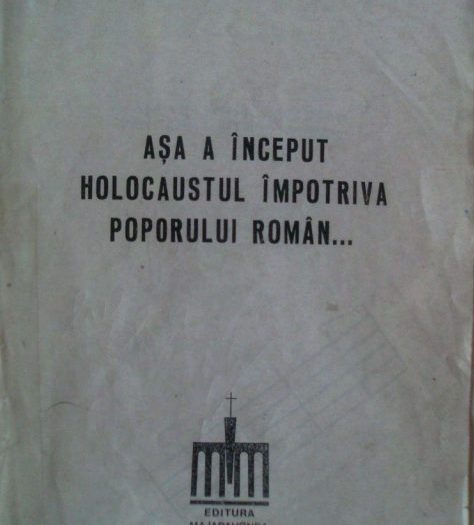 AȘA A ÎNCEPUT
HOLOCAUSTUL ÎMPOTRIVA
POPORULUI ROMÂN...
EDITURA